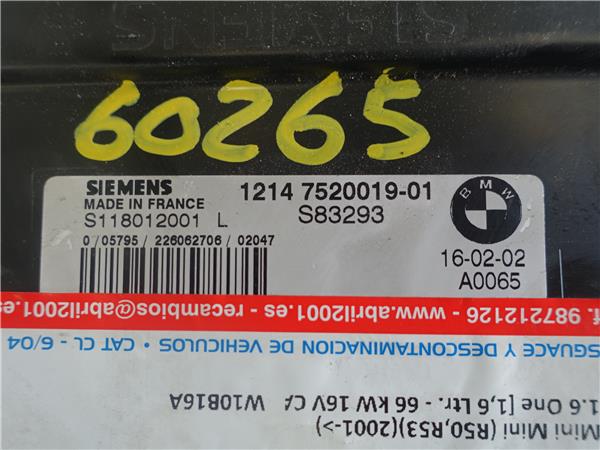 SIEMENS
60265
SIEMENS
MADE IN FRANCE
S118012001 L
1214 7520019-01
S83293
BMW
0/05795/226062706/02047
16-02-02
A0065
f. 987212126 - www.abril2001.es - recambios@abril2001.es
SGUACE Y DESCONTAMINACION DE VEHICULOS • CAT CL - 6/04
1.6 One [1,6 Ltr. - 66 kW 16V CA W10B16A
Mini Mini (R50,R53)(2001->)